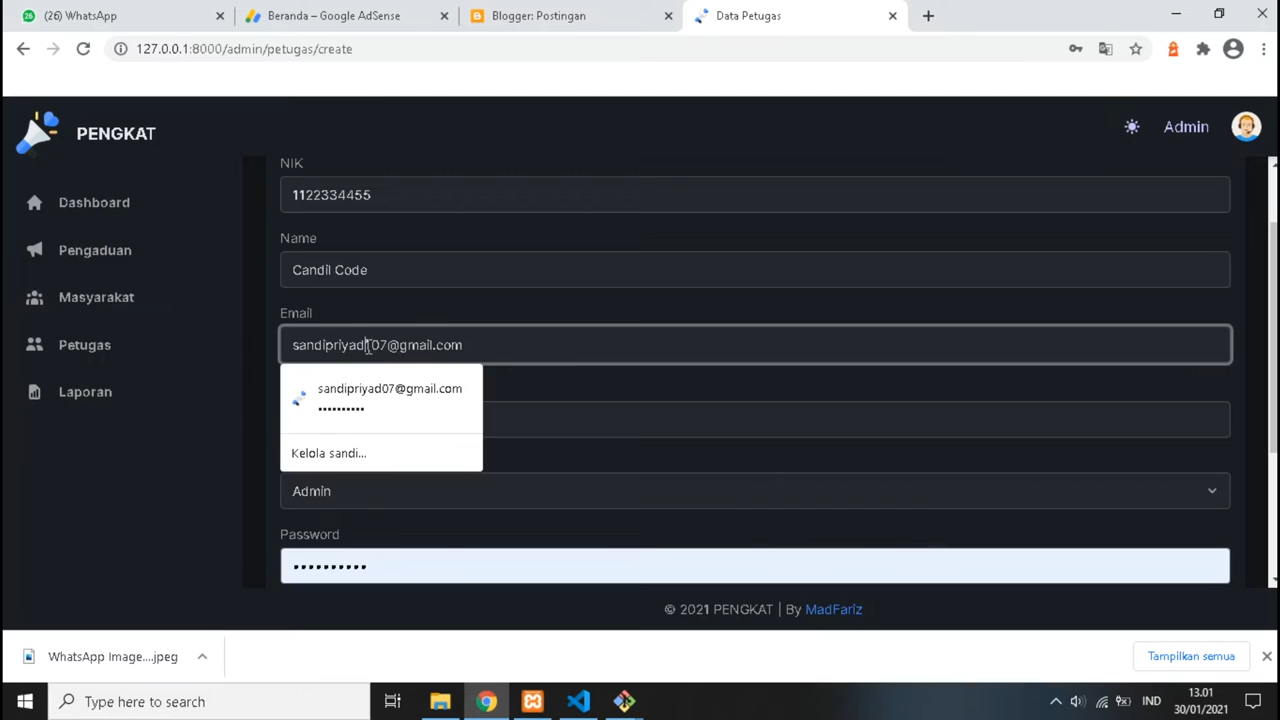 (26) WhatsApp
Beranda – Google AdSense
Blogger: Postingan
Data Petugas
127.0.0.1:8000/admin/petugas/create
PENGKAT
Admin
Dashboard
Pengaduan
Masyarakat
Petugas
Laporan
NIK
1122334455
Name
Candil Code
Email
sandipriyad07@gmail.com
sandipriyad07@gmail.com
••••••••••
Kelola sandi...
Admin
Password
••••••••••
© 2021 PENGKAT | By MadFariz
WhatsApp Image....jpeg
Tampilkan semua
Type here to search
IND
13.01
30/01/2021